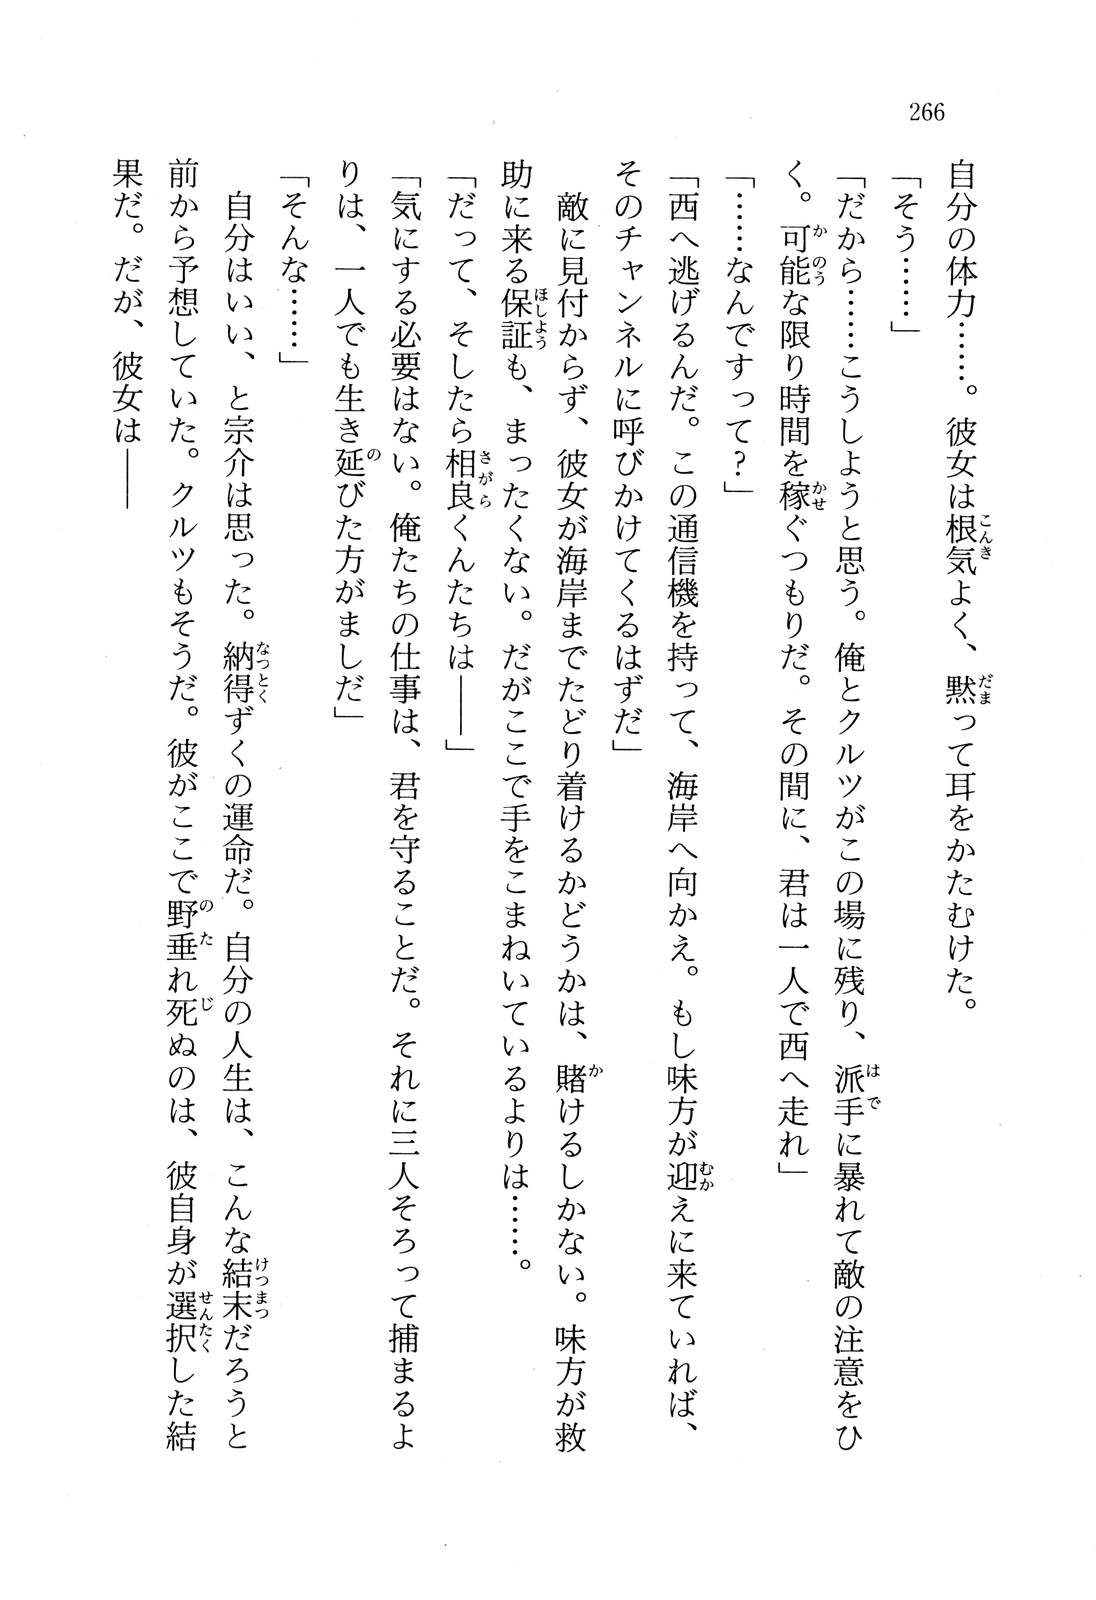 266
自分の体力……。彼女は根気よく、黙って耳をかたむけた。
「そう……」
「だから……こうしようと思う。俺とクルツがこの場に残り、派手に暴れて敵の注意をひ
く。可能な限り時間を稼ぐつもりだ。その間に、君は一人で西へ走れ」
「……なんですって？」
「西へ逃げるんだ。この通信機を持って、海岸へ向かえ。もし味方が迎えに来ていれば、
そのチャンネルに呼びかけてくるはずだ」
　敵に見付からず、彼女が海岸までたどり着けるかどうかは、賭けるしかない。味方が救
助に来る保証も、まったくない。だがここで手をこまねいているよりは……。
「だって、そしたら相良くんたちは――」
「気にする必要はない。俺たちの仕事は、君を守ることだ。それに三人そろって捕まるよ
りは、一人でも生き延びた方がましだ」
「そんな……」
　自分はいい、と宗介は思った。納得ずくの運命だ。自分の人生は、こんな結末だろうと
前から予想していた。クルツもそうだ。彼がここで野垂れ死ぬのは、彼自身が選択した結
果だ。だが、彼女は――